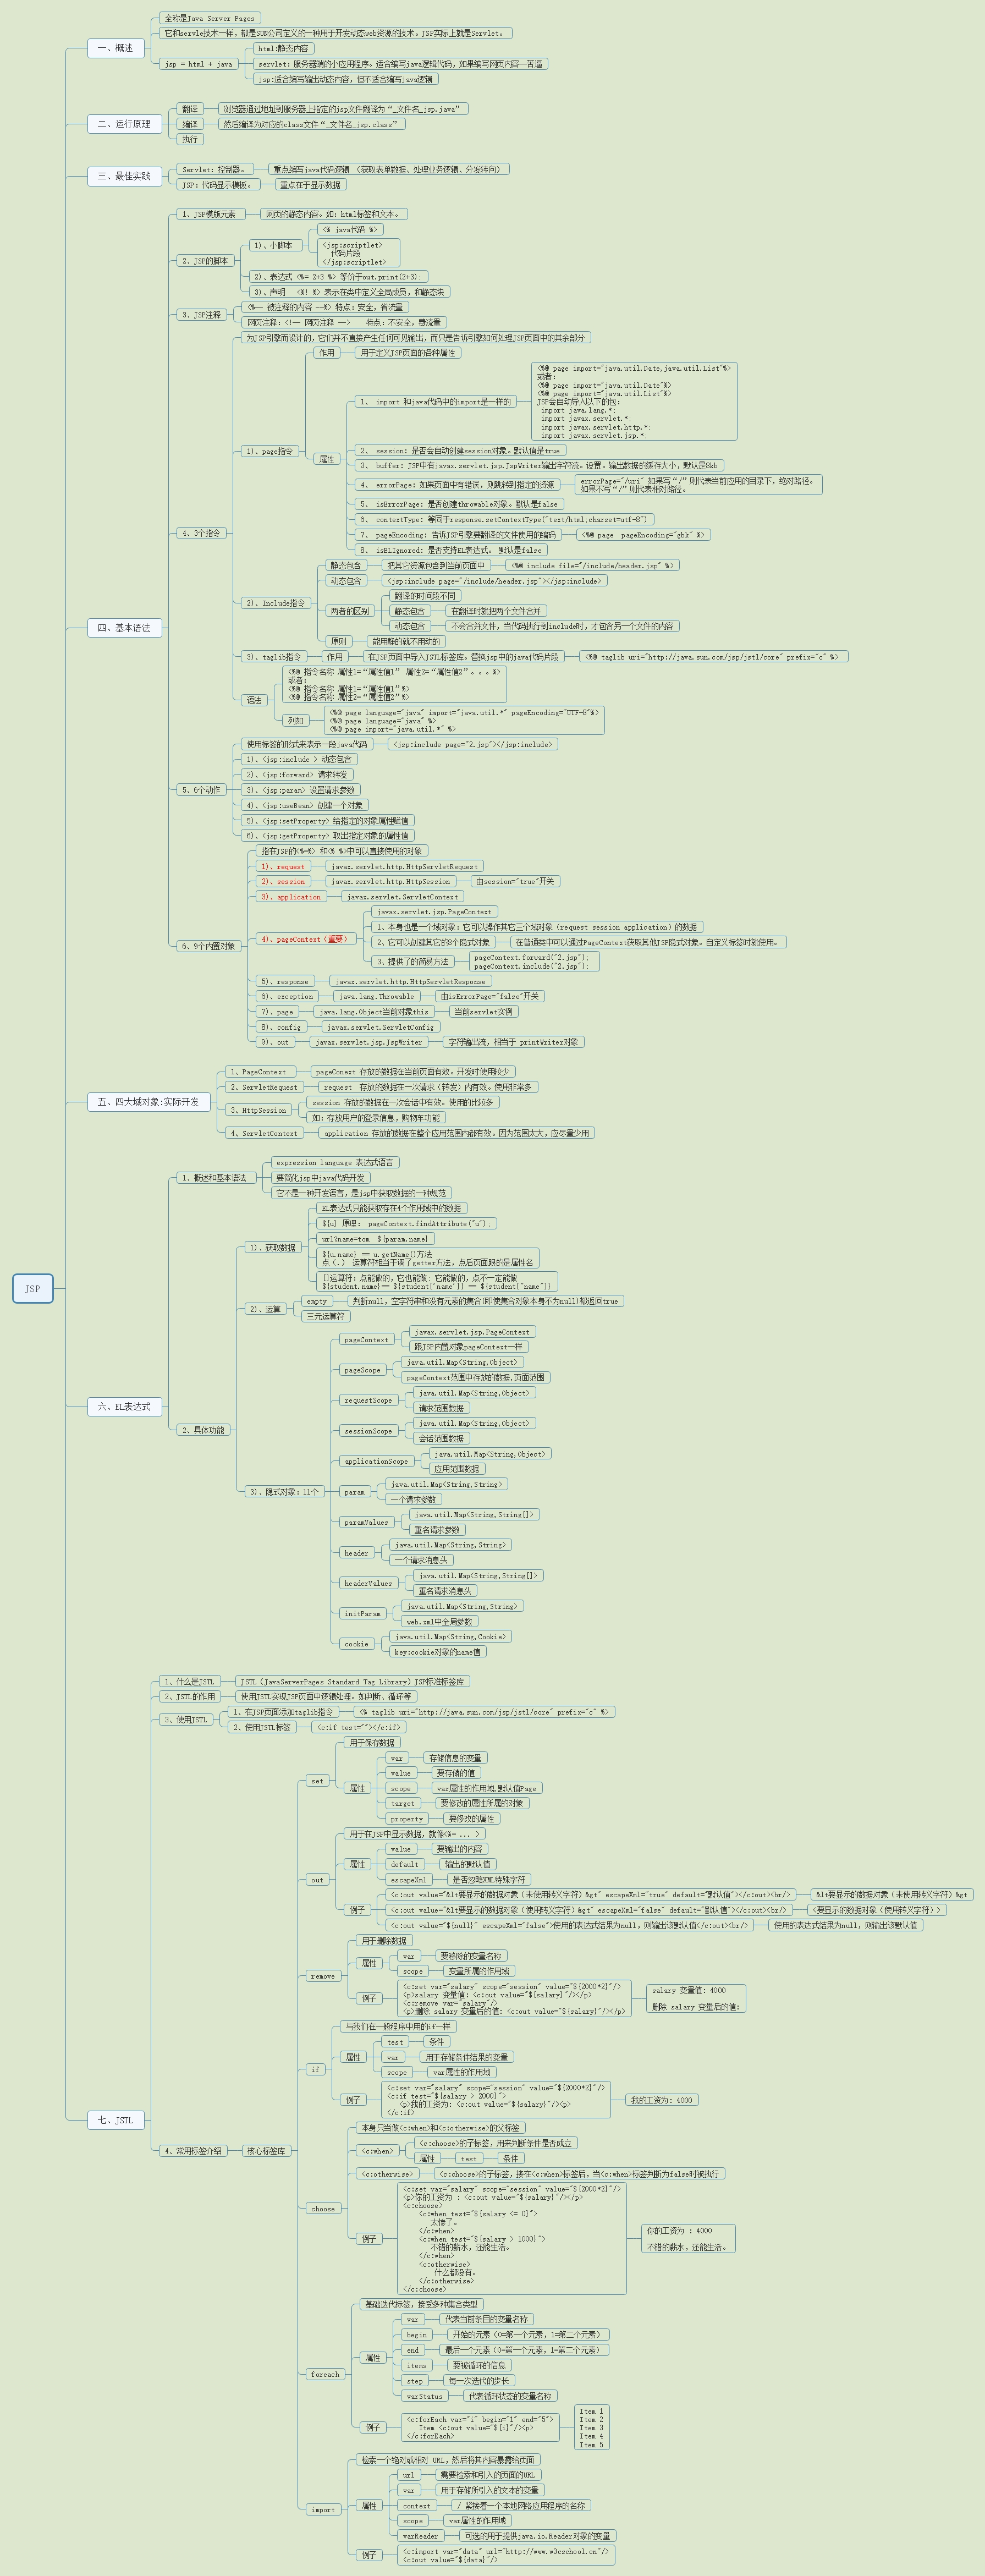 JSP
一、概述
全称是Java Server Pages
它和servle技术一样，都是SUN公司定义的一种用于开发动态web资源的技术。JSP实际上就是Servlet。
jsp = html + java
html:静态内容
servlet：服务器端的小应用程序。适合编写java逻辑代码，如果编写网页内容--苦逼
jsp:适合编写输出动态内容，但不适合编写java逻辑
二、运行原理
翻译
浏览器通过地址到服务器上指定的jsp文件翻译为“_文件名_jsp.java”
编译
然后编译为对应的class文件“_文件名_jsp.class”
执行
三、最佳实践
Servlet：控制器。
重点编写java代码逻辑 （获取表单数据、处理业务逻辑、分发转向）
JSP：代码显示模板。
重点在于显示数据
四、基本语法
1、JSP模版元素
网页的静态内容。如：html标签和文本。
2、JSP的脚本
1）、小脚本
<% java代码 %>
<jsp:scriptlet>
代码片段
</jsp:scriptlet>
2）、表达式 <%= 2+3 %> 等价于out.print(2+3);
3）、声明 <%! %> 表示在类中定义全局成员，和静态块
3、JSP注释
<%-- 被注释的内容 --%> 特点：安全，省流量
网页注释：<!-- 网页注释 --> 特点：不安全，费流量
4、3个指令
为JSP引擎而设计的，它们并不直接产生任何可见输出，而只是告诉引擎如何处理JSP页面中的其余部分
1）、page指令
作用
用于定义JSP页面的各种属性
属性
1、 import 和java代码中的import是一样的
<%@ page import="java.util.Date,java.util.List"%>
或者：
<%@ page import="java.util.Date"%>
<%@ page import="java.util.List"%>
JSP会自动导入以下的包：
import java.lang.*;
import javax.servlet.*;
import javax.servlet.http.*;
import javax.servlet.jsp.*;
2、 session: 是否会自动创建session对象。默认值是true
3、 buffer: JSP中有javax.servlet.jsp.JspWriter输出字符流。设置。输出数据的缓存大小，默认是8kb
4、 errorPage: 如果页面中有错误，则跳转到指定的资源
errorPage="/uri" 如果写“/”则代表当前应用的目录下，绝对路径。
如果不写“/”则代表相对路径。
5、 isErrorPage: 是否创建throwable对象。默认是false
6、 contextType: 等同于response.setContextType("text/html;charset=utf-8")
7、 pageEncoding: 告诉JSP引擎要翻译的文件使用的编码
<%@ page pageEncoding="gbk" %>
8、 isELIgnored: 是否支持EL表达式。 默认是false
2）、Include指令
静态包含
把其它资源包含到当前页面中
<%@ include file="/include/header.jsp" %>
动态包含
<jsp:include page="/include/header.jsp"></jsp:include>
两者的区别
翻译的时间段不同
静态包含
在翻译时就把两个文件合并
动态包含
不会合并文件，当代码执行到include时，才包含另一个文件的内容
原则
能用静的就不用动的
3）、taglib指令
作用
在JSP页面中导入JSTL标签库。替换jsp中的java代码片段
<%@ taglib uri="http://java.sun.com/jsp/jstl/core" prefix="c" %>
语法
<%@ 指令名称 属性1=“属性值1” 属性2=“属性值2”。。。%>
或者:
<%@ 指令名称 属性1=“属性值1”%>
<%@ 指令名称 属性2=“属性值2”%>
列如
<%@ page language="java" import="java.util.*" pageEncoding="UTF-8"%>
<%@ page language="java" %>
<%@ page import="java.util.*" %>
5、6个动作
使用标签的形式来表示一段java代码
<jsp:include page="2.jsp"></jsp:include>
1）、<jsp:include > 动态包含
2）、<jsp:forward> 请求转发
3）、<jsp:param> 设置请求参数
4）、<jsp:useBean> 创建一个对象
5）、<jsp:setProperty> 给指定的对象属性赋值
6）、<jsp:getProperty> 取出指定对象的属性值
6、9个内置对象
指在JSP的<%=%> 和<% %>中可以直接使用的对象
1）、request
javax.servlet.http.HttpServletRequest
2）、session
javax.servlet.http.HttpSession
由session="true"开关
3）、application
javax.servlet.ServletContext
4）、pageContext（重要）
javax.servlet.jsp.PageContext
1、本身也是一个域对象：它可以操作其它三个域对象（request session application）的数据
2、它可以创建其它的8个隐式对象
在普通类中可以通过PageContext获取其他JSP隐式对象。自定义标签时就使用。
3、提供了的简易方法
pageContext.forward("2.jsp");
pageContext.include("2.jsp");
5）、response
javax.servlet.http.HttpServletResponse
6）、exception
java.lang.Throwable
由isErrorPage="false"开关
7）、page
java.lang.Object当前对象this
当前servlet实例
8）、config
javax.servlet.ServletConfig
9）、out
javax.servlet.jsp.JspWriter
字符输出流，相当于 printWriter对象
五、四大域对象:实际开发
1、PageContext
pageConext 存放的数据在当前页面有效。开发时使用较少
2、ServletRequest
request 存放的数据在一次请求（转发）内有效。使用非常多
3、HttpSession
session 存放的数据在一次会话中有效。使用的比较多
如：存放用户的登录信息，购物车功能
4、ServletContext
application 存放的数据在整个应用范围内都有效。因为范围太大，应尽量少用
六、EL表达式
1、概述和基本语法
expression language 表达式语言
要简化jsp中java代码开发
它不是一种开发语言，是jsp中获取数据的一种规范
2、具体功能
1）、获取数据
EL表达式只能获取存在4个作用域中的数据
${u} 原理： pageContext.findAttribute("u");
url?name=tom ${param.name}
${u.name} == u.getName()方法
点（.） 运算符相当于调了getter方法，点后页面跟的是属性名
[]运算符：点能做的，它也能做; 它能做的，点不一定能做
${student.name}== ${student['name']} == ${student["name"]}
2）、运算
empty
判断null，空字符串和没有元素的集合(即使集合对象本身不为null)都返回true
三元运算符
3）、隐式对象：11个
pageContext
javax.servlet.jsp.PageContext
跟JSP内置对象pageContext一样
pageScope
java.util.Map<String,Object>
pageContext范围中存放的数据,页面范围
requestScope
java.util.Map<String,Object>
请求范围数据
sessionScope
java.util.Map<String,Object>
会话范围数据
applicationScope
java.util.Map<String,Object>
应用范围数据
param
java.util.Map<String,String>
一个请求参数
paramValues
java.util.Map<String,String[]>
重名请求参数
header
java.util.Map<String,String>
一个请求消息头
headerValues
java.util.Map<String,String[]>
重名请求消息头
initParam
java.util.Map<String,String>
web.xml中全局参数
cookie
java.util.Map<String,Cookie>
key:cookie对象的name值
七、JSTL
1、什么是JSTL
JSTL（JavaServerPages Standard Tag Library）JSP标准标签库
2、JSTL的作用
使用JSTL实现JSP页面中逻辑处理。如判断、循环等
3、使用JSTL
1、在JSP页面添加taglib指令
<% taglib uri="http://java.sun.com/jsp/jstl/core" prefix="c" %>
2、使用JSTL标签
<c:if test=""></c:if>
4、常用标签介绍
核心标签库
set
用于保存数据
属性
var
存储信息的变量
value
要存储的值
scope
var属性的作用域,默认值Page
target
要修改的属性所属的对象
property
要修改的属性
out
用于在JSP中显示数据，就像<%= ... >
属性
value
要输出的内容
default
输出的默认值
escapeXml
是否忽略XML特殊字符
例子
<c:out value="&lt要显示的数据对象（未使用转义字符）&gt" escapeXml="true" default="默认值"></c:out><br/>
&lt要显示的数据对象（未使用转义字符）&gt
<c:out value="&lt要显示的数据对象（使用转义字符）&gt" escapeXml="false" default="默认值"></c:out><br/>
<要显示的数据对象（使用转义字符）>
<c:out value="${null}" escapeXml="false">使用的表达式结果为null，则输出该默认值</c:out><br/>
使用的表达式结果为null，则输出该默认值
remove
用于删除数据
属性
var
要移除的变量名称
scope
变量所属的作用域
例子
<c:set var="salary" scope="session" value="${2000*2}"/>
<p>salary 变量值: <c:out value="${salary}"/></p>
<c:remove var="salary"/>
<p>删除 salary 变量后的值: <c:out value="${salary}"/></p>
salary 变量值: 4000
删除 salary 变量后的值:
if
与我们在一般程序中用的if一样
属性
test
条件
var
用于存储条件结果的变量
scope
var属性的作用域
例子
<c:set var="salary" scope="session" value="${2000*2}"/>
<c:if test="${salary > 2000}">
<p>我的工资为: <c:out value="${salary}"/><p>
</c:if>
我的工资为: 4000
choose
本身只当做<c:when>和<c:otherwise>的父标签
<c:when>
<c:choose>的子标签，用来判断条件是否成立
属性
test
条件
<c:otherwise>
<c:choose>的子标签，接在<c:when>标签后，当<c:when>标签判断为false时被执行
例子
<c:set var="salary" scope="session" value="${2000*2}"/>
<p>你的工资为 : <c:out value="${salary}"/></p>
<c:choose>
<c:when test="${salary <= 0}">
太惨了。
</c:when>
<c:when test="${salary > 1000}">
不错的薪水，还能生活。
</c:when>
<c:otherwise>
什么都没有。
</c:otherwise>
</c:choose>
你的工资为 : 4000
不错的薪水，还能生活。
foreach
基础迭代标签，接受多种集合类型
属性
var
代表当前条目的变量名称
begin
开始的元素（0=第一个元素，1=第二个元素）
end
最后一个元素（0=第一个元素，1=第二个元素）
items
要被循环的信息
step
每一次迭代的步长
varStatus
代表循环状态的变量名称
例子
<c:forEach var="i" begin="1" end="5">
Item <c:out value="${i}"/><p>
</c:forEach>
Item 1
Item 2
Item 3
Item 4
Item 5
import
检索一个绝对或相对 URL，然后将其内容暴露给页面
属性
url
需要检索和引入的页面的URL
var
用于存储所引入的文本的变量
context
/ 紧接着一个本地网络应用程序的名称
scope
var属性的作用域
varReader
可选的用于提供java.io.Reader对象的变量
例子
<c:import var="data" url="http://www.w3cschool.cn"/>
<c:out value="${data}"/>